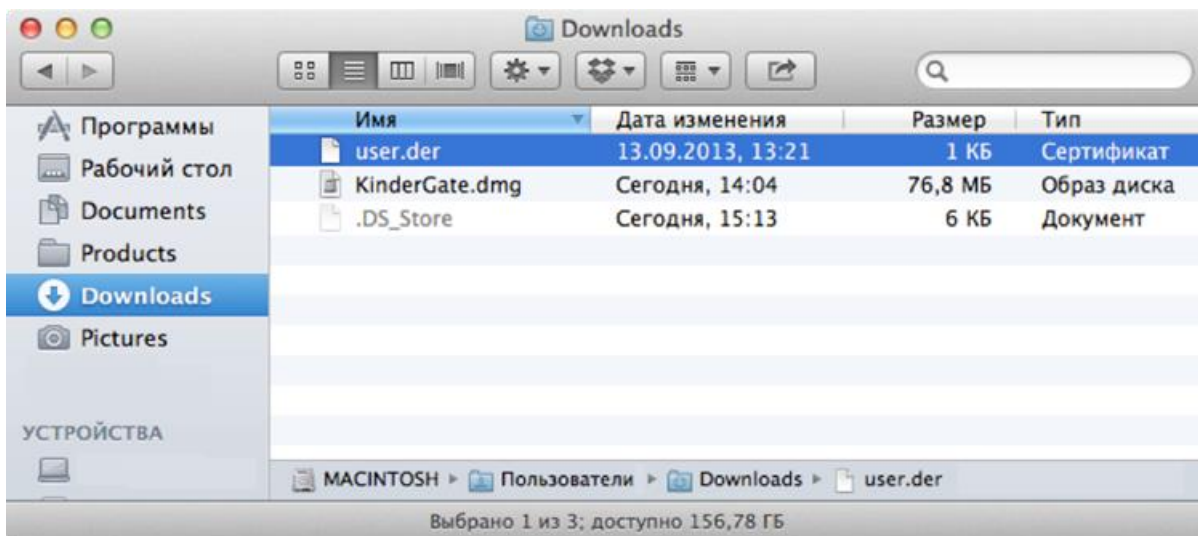 Downloads
Имя Дата изменения Размер Тип
Программы
Рабочий стол
Documents
Products
Downloads
Pictures
УСТРОЙСТВА
user.der 13.09.2013, 13:21 1 КБ Сертификат
KinderGate.dmg Сегодня, 14:04 76,8 МБ Образ диска
.DS_Store Сегодня, 15:13 6 КБ Документ
MACINTOSH ▸ Пользователи ▸ Downloads ▸ user.der
Выбрано 1 из 3; доступно 156,78 ГБ